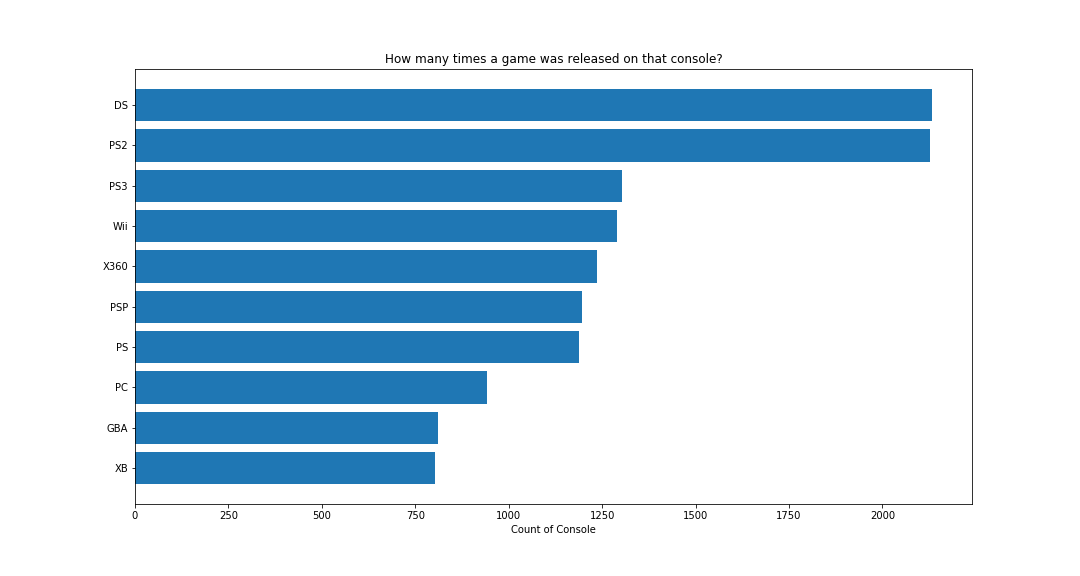 How many times a game was released on that console?
DS
PS2
PS3
Wii
X360
PSP
PS
PC
GBA
XB
0 250 500 750 1000 1250 1500 1750 2000
Count of Console